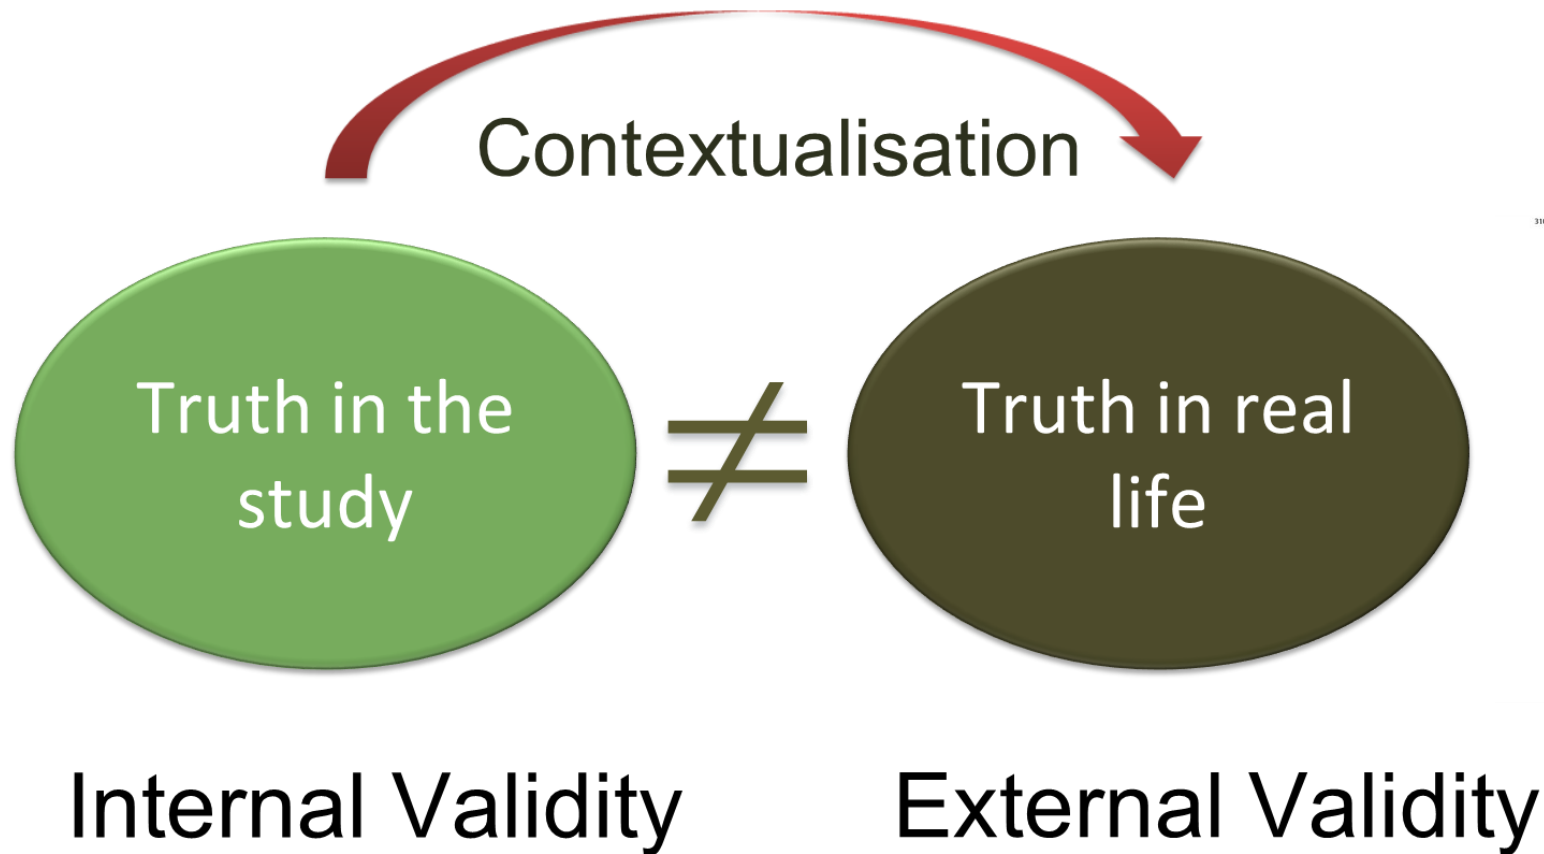 Contextualisation
Truth in the
study
≠
Truth in real
life
Internal Validity
External Validity